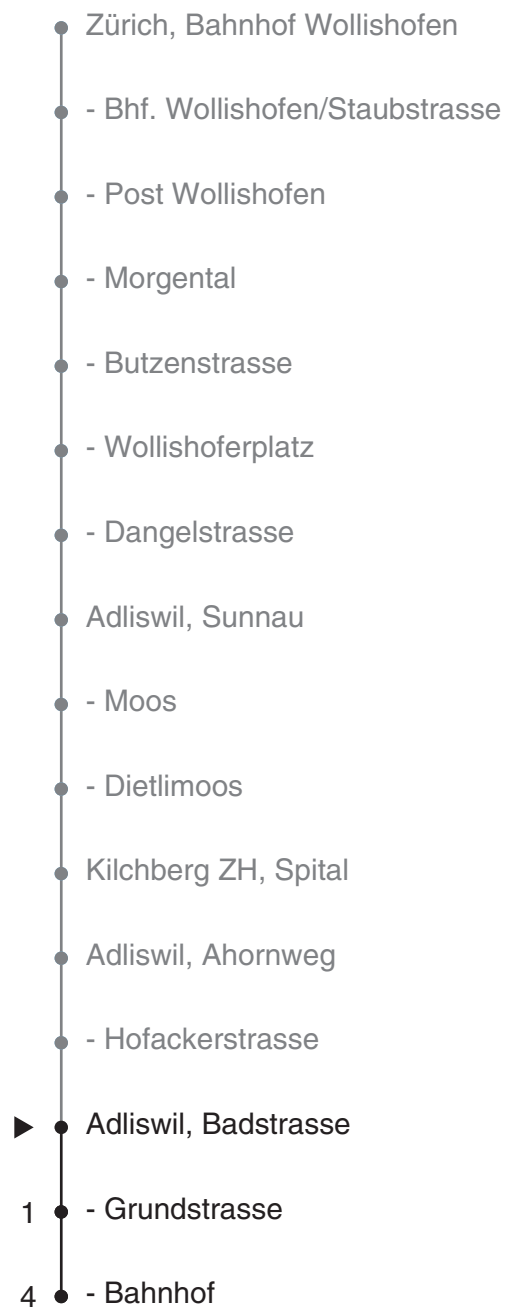 Zürich, Bahnhof Wollishofen
- Bhf. Wollishofen/Staubstrasse
- Post Wollishofen
- Morgental
- Butzenstrasse
- Wollishoferplatz
- Dangelstrasse
Adliswil, Sunnau
- Moos
- Dietlimoos
Kilchberg ZH, Spital
Adliswil, Ahornweg
- Hofackerstrasse
Adliswil, Badstrasse
1 - Grundstrasse
4 - Bahnhof